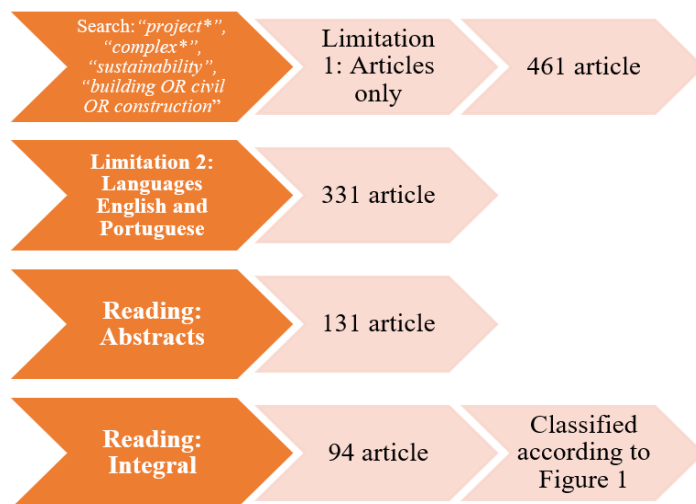 Search: “project*”,
“complex*”,
“sustainability”,
“building OR civil
OR construction”
Limitation
1: Articles
only
461 article
Limitation 2:
Languages
English and
Portuguese
331 article
Reading:
Abstracts
131 article
Reading:
Integral
94 article
Classified
according to
Figure 1